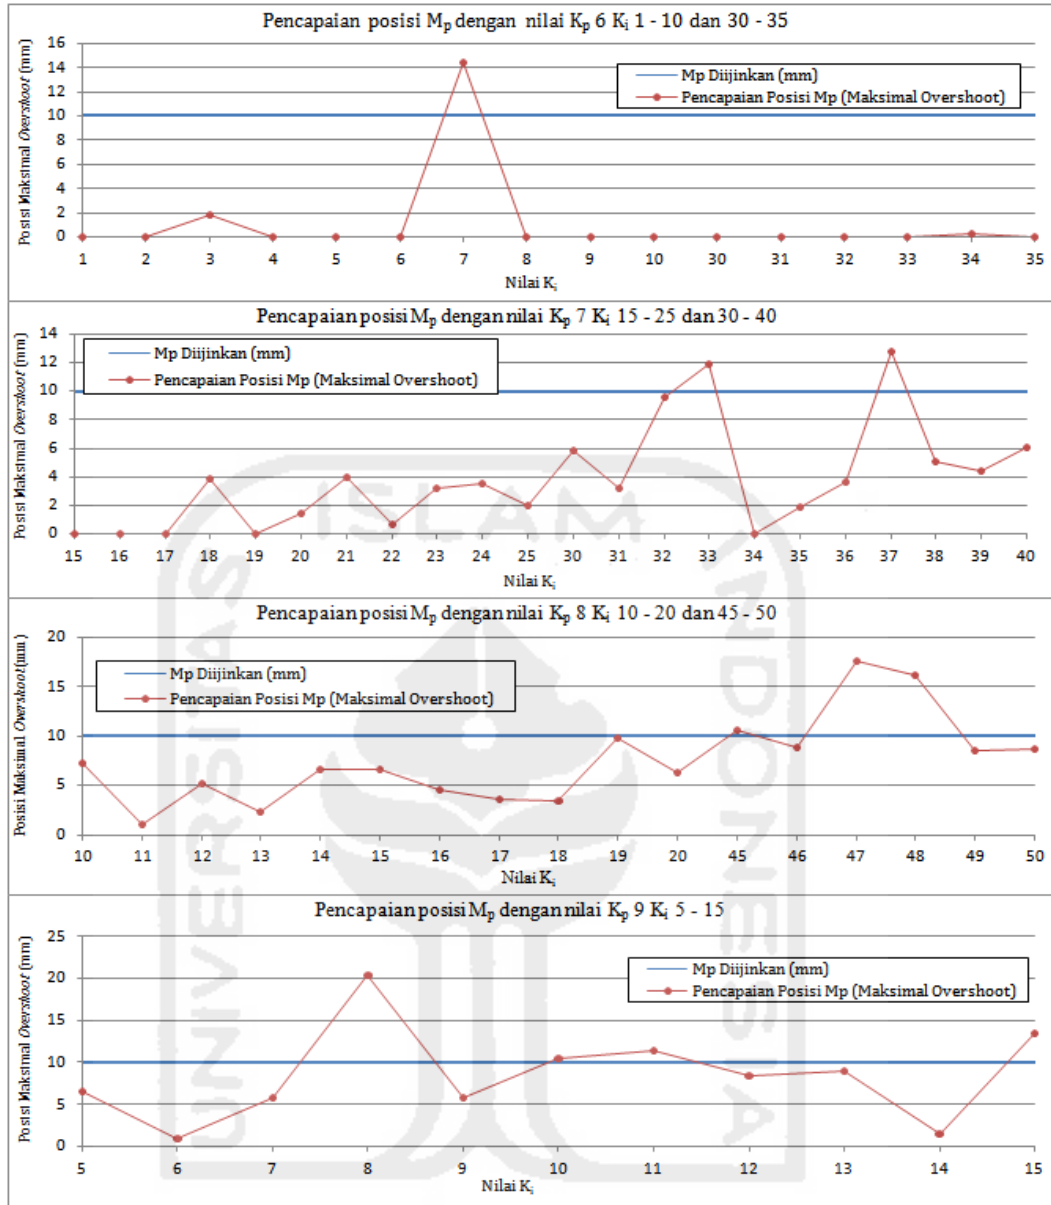 Pencapaian posisi Mp dengan nilai Kp 6 Ki 1 - 10 dan 30 - 35
Posisi Maksimal Overshoot (mm)
16
14
12
10
8
6
4
2
0
Mp Diijinkan (mm)
Pencapaian Posisi Mp (Maksimal Overshoot)
1 2 3 4 5 6 7 8 9 10 30 31 32 33 34 35
Nilai Ki
Pencapaian posisi Mp dengan nilai Kp 7 Ki 15 - 25 dan 30 - 40
Posisi Maksimal Overshoot (mm)
14
12
10
8
6
4
2
0
Mp Diijinkan (mm)
Pencapaian Posisi Mp (Maksimal Overshoot)
15 16 17 18 19 20 21 22 23 24 25 30 31 32 33 34 35 36 37 38 39 40
Nilai Ki
Pencapaian posisi Mp dengan nilai Kp 8 Ki 10 - 20 dan 45 - 50
Posisi Maksimal Overshoot(mm)
20
15
10
5
0
Mp Diijinkan (mm)
Pencapaian Posisi Mp (Maksimal Overshoot)
10 11 12 13 14 15 16 17 18 19 20 45 46 47 48 49 50
Nilai Ki
Pencapaian posisi Mp dengan nilai Kp 9 Ki 5 - 15
Posisi Maksimal Overshoot (mm)
25
20
15
10
5
0
Mp Diijinkan (mm)
Pencapaian Posisi Mp (Maksimal Overshoot)
5 6 7 8 9 10 11 12 13 14 15
Nilai Ki
UNIVERSITAS
ISLAM
INDONESIA